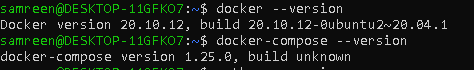 samreen@DESKTOP-11GFKO7:~$ docker --version
Docker version 20.10.12, build 20.10.12-0ubuntu2~20.04.1
samreen@DESKTOP-11GFKO7:~$ docker-compose --version
docker-compose version 1.25.0, build unknown